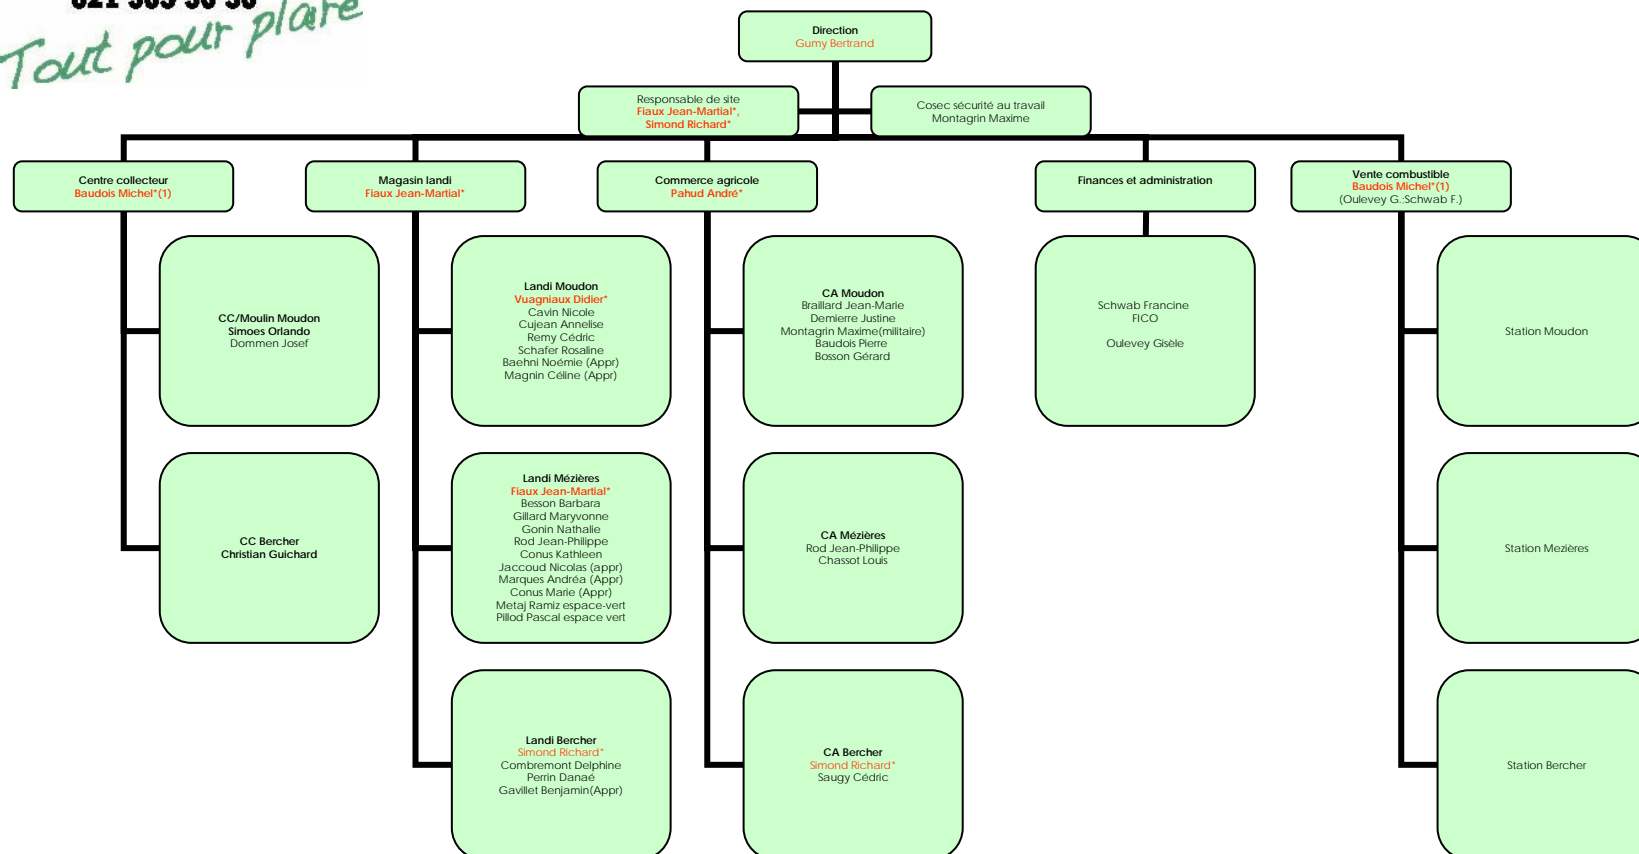 Tout pour plaire
Direction
Gumy Bertrand
Responsable de site
Fiaux Jean-Martial*,
Simond Richard*
Cosec sécurité au travail
Montagrin Maxime
Centre collecteur
Baudois Michel*(1)
Magasin landi
Fiaux Jean-Martial*
Commerce agricole
Pahud André*
Finances et administration
Vente combustible
Baudois Michel*(1)
(Oulevey G.;Schwab F.)
CC/Moulin Moudon
Simoes Orlando
Dommen Josef
Landi Moudon
Vuagniaux Didier*
Cavin Nicole
Cujean Annelise
Remy Cédric
Schafer Rosaline
Baehni Noémie (Appr)
Magnin Céline (Appr)
CA Moudon
Braillard Jean-Marie
Demierre Justine
Montagrin Maxime(militaire)
Baudois Pierre
Bosson Gérard
Schwab Francine
FICO
Oulevey Gisèle
Station Moudon
CC Bercher
Christian Guichard
Landi Mézières
Fiaux Jean-Martial*
Besson Barbara
Gillard Maryvonne
Gonin Nathalie
Rod Jean-Philippe
Conus Kathleen
Jaccoud Nicolas (appr)
Marques Andréa (Appr)
Conus Marie (Appr)
Metaj Ramiz espace-vert
Pillod Pascal espace vert
CA Mézières
Rod Jean-Philippe
Chassot Louis
Station Mezières
Landi Bercher
Simond Richard*
Combremont Delphine
Perrin Danaé
Gavillet Benjamin(Appr)
CA Bercher
Simond Richard*
Saugy Cédric
Station Bercher